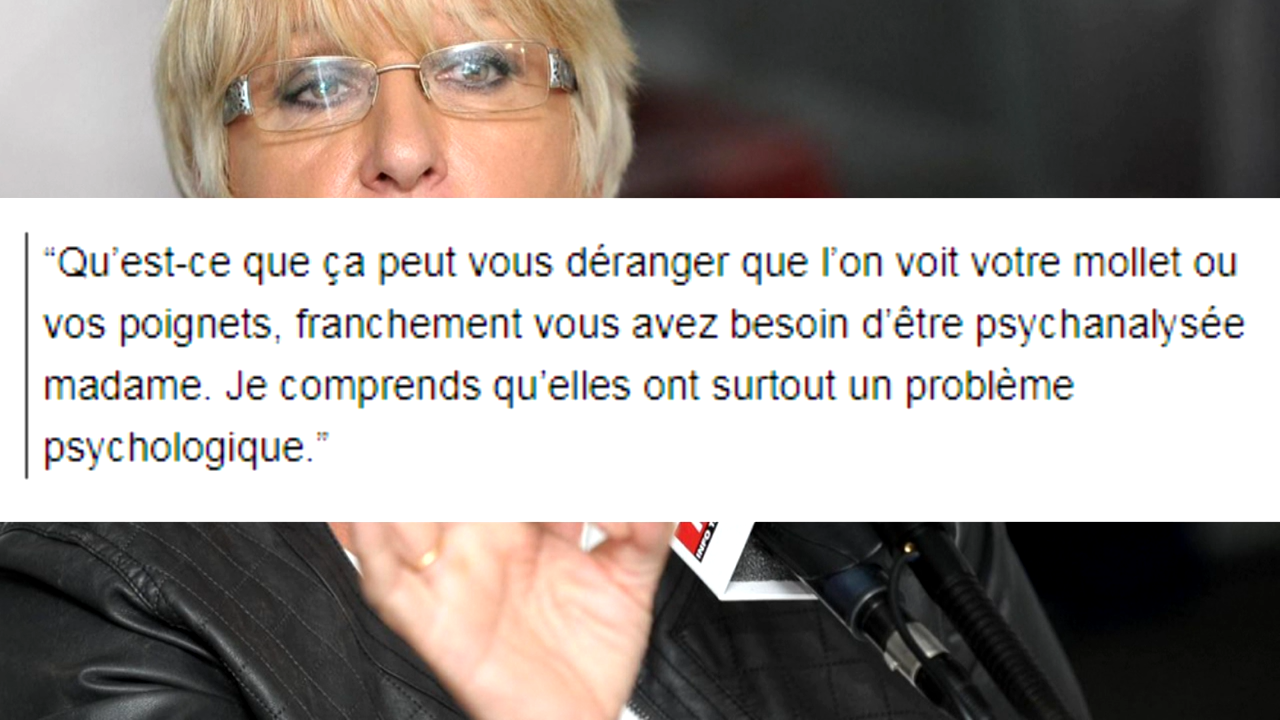 “Qu’est-ce que ça peut vous déranger que l’on voit votre mollet ou
vos poignets, franchement vous avez besoin d’être psychanalysée
madame. Je comprends qu’elles ont surtout un problème
psychologique.”
INFO